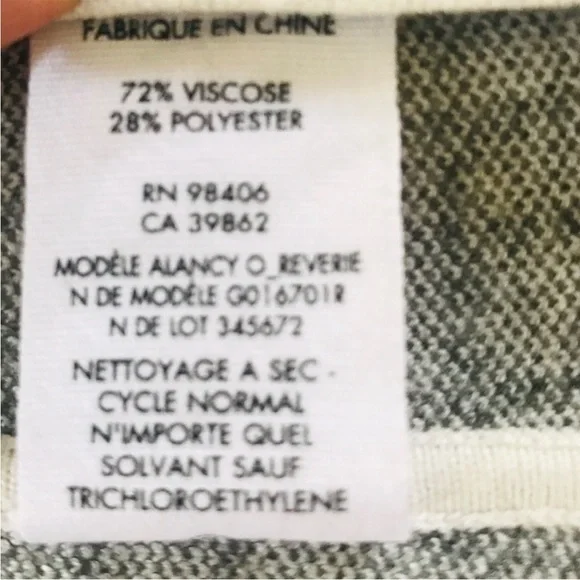 FABRIQUE EN CHINE
72% VISCOSE
28% POLYESTER
RN 98406
CA 39862
MODÈLE ALANCY O_REVERIE
N DE MODÈLE G016701R
N DE LOT 345672
NETTOYAGE A SEC -
CYCLE NORMAL
N'IMPORTE QUEL
SOLVANT SAUF
TRICHLOROETHYLENE